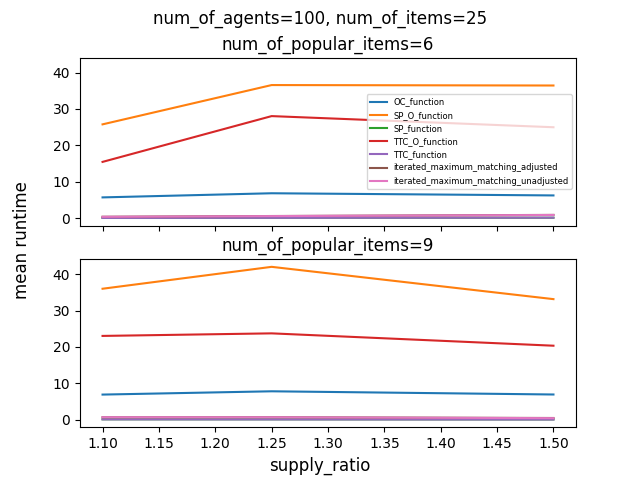 num_of_agents=100, num_of_items=25
num_of_popular_items=6
40
30
20
10
0
OC_function
SP_O_function
SP_function
TTC_O_function
TTC_function
iterated_maximum_matching_adjusted
iterated_maximum_matching_unadjusted
mean runtime
num_of_popular_items=9
40
30
20
10
0
1.10 1.15 1.20 1.25 1.30 1.35 1.40 1.45 1.50
supply_ratio